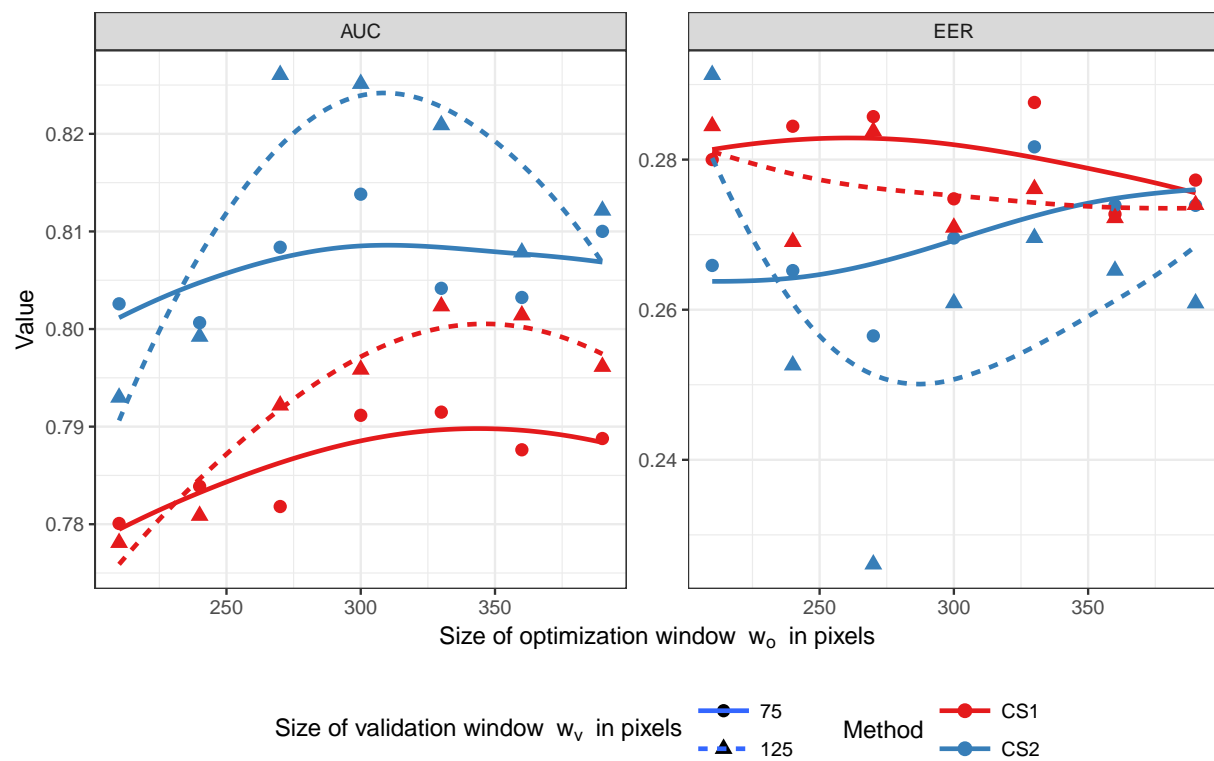 AUC
EER
Value
0.82
0.81
0.80
0.79
0.78
0.28
0.26
0.24
250
300
350
250
300
350
Size of optimization window w_o in pixels
Size of validation window w_v in pixels
75
125
Method
CS1
CS2